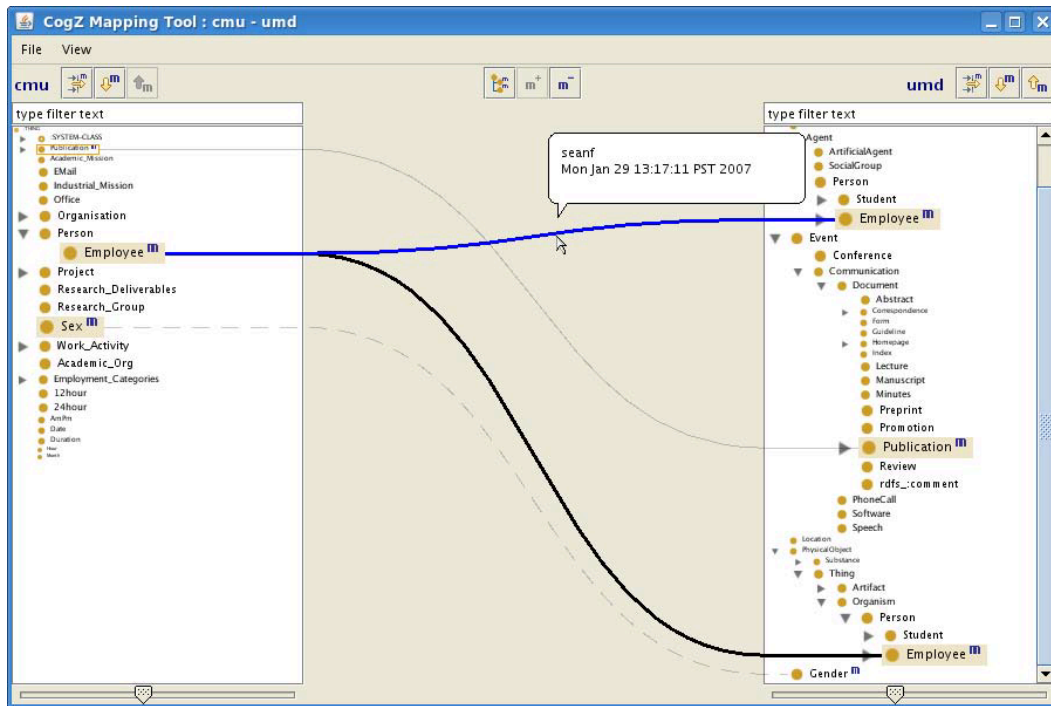 CogZ Mapping Tool : cmu - umd
File View
cmu m m m m m⁺ m⁻ umd m m m
type filter text
type filter text
THING
:SYSTEM-CLASS
Publication m
Academic_Mission
EMail
Industrial_Mission
Office
Organisation
Person
Employee m
Project
Research_Deliverables
Research_Group
Sex m
Work_Activity
Academic_Org
Employment_Categories
12hour
24hour
AmPm
Date
Duration
Hour
Month
seanf
Mon Jan 29 13:17:11 PST 2007
Agent
ArtificialAgent
SocialGroup
Person
Student
Employee m
Event
Conference
Communication
Document
Abstract
Correspondence
Form
Guideline
Homepage
Index
Lecture
Manuscript
Minutes
Preprint
Promotion
Publication m
Review
rdfs_:comment
PhoneCall
Software
Speech
Location
PhysicalObject
Substance
Thing
Artifact
Organism
Person
Student
Employee m
Gender m